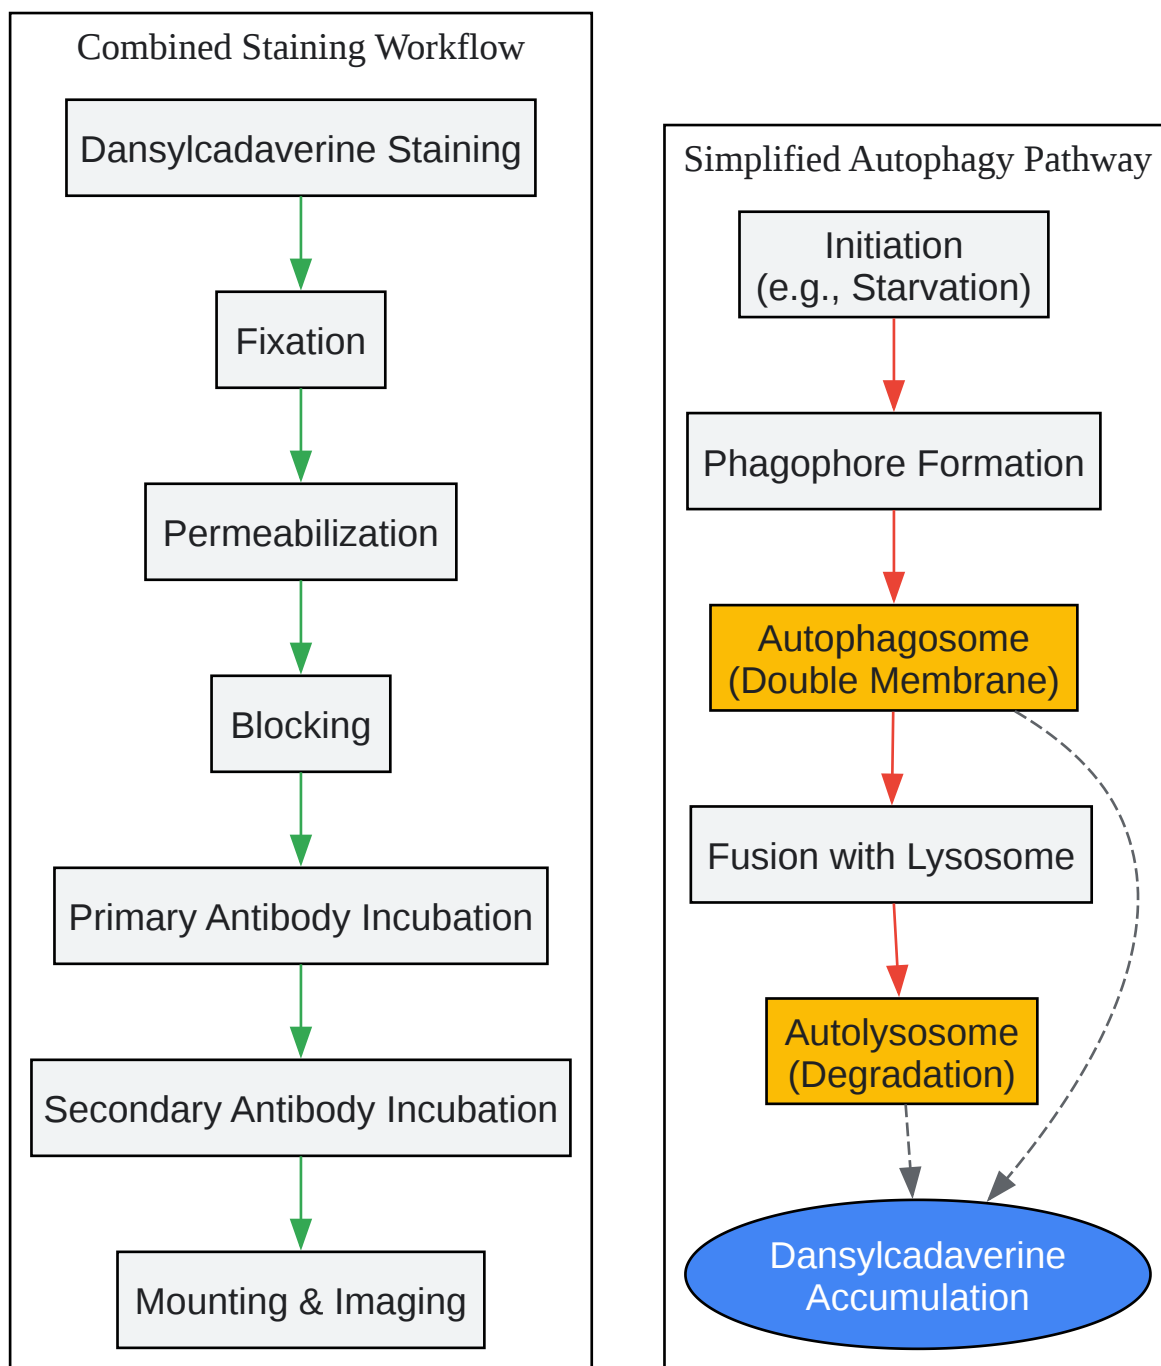 Combined Staining Workflow
Dansylcadaverine Staining
Fixation
Permeabilization
Blocking
Primary Antibody Incubation
Secondary Antibody Incubation
Mounting & Imaging
Simplified Autophagy Pathway
Initiation
(e.g., Starvation)
Phagophore Formation
Autophagosome
(Double Membrane)
Fusion with Lysosome
Autolysosome
(Degradation)
Dansylcadaverine
Accumulation